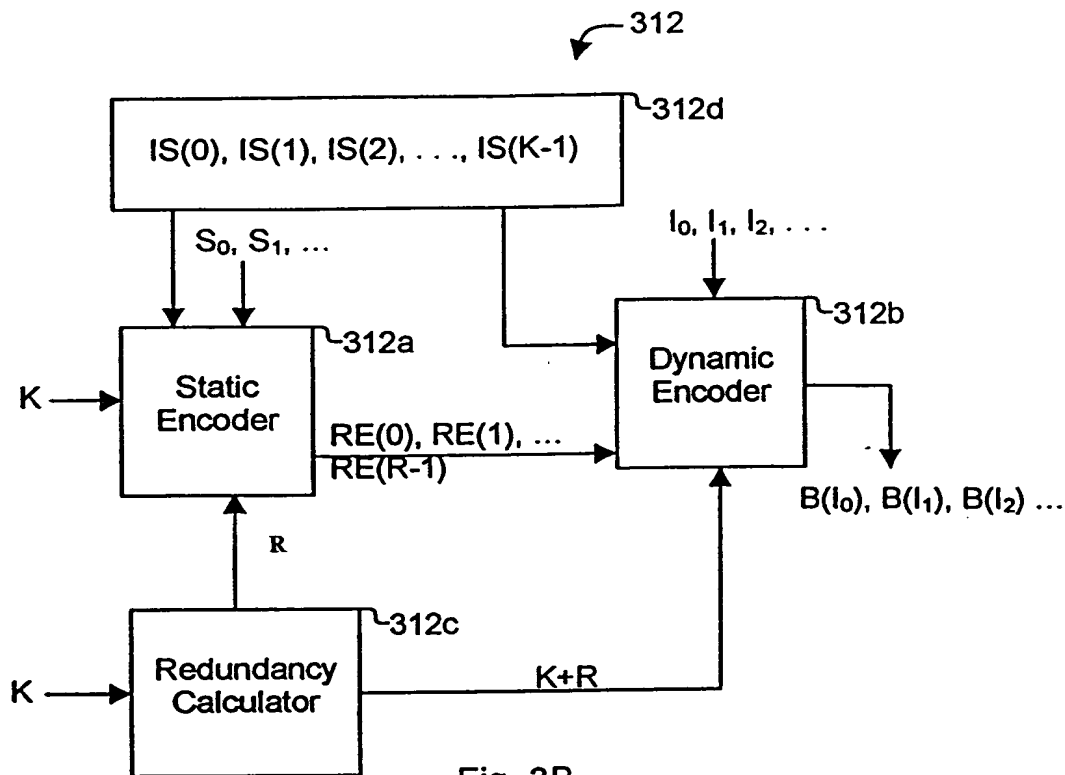 312
312d
IS(0), IS(1), IS(2), . . ., IS(K-1)
S₀, S₁, ...
I₀, I₁, I₂, . . .
312a
312b
Static
Encoder
Dynamic
Encoder
K
RE(0), RE(1), ...
RE(R-1)
B(I₀), B(I₁), B(I₂) ...
R
312c
Redundancy
Calculator
K
K+R